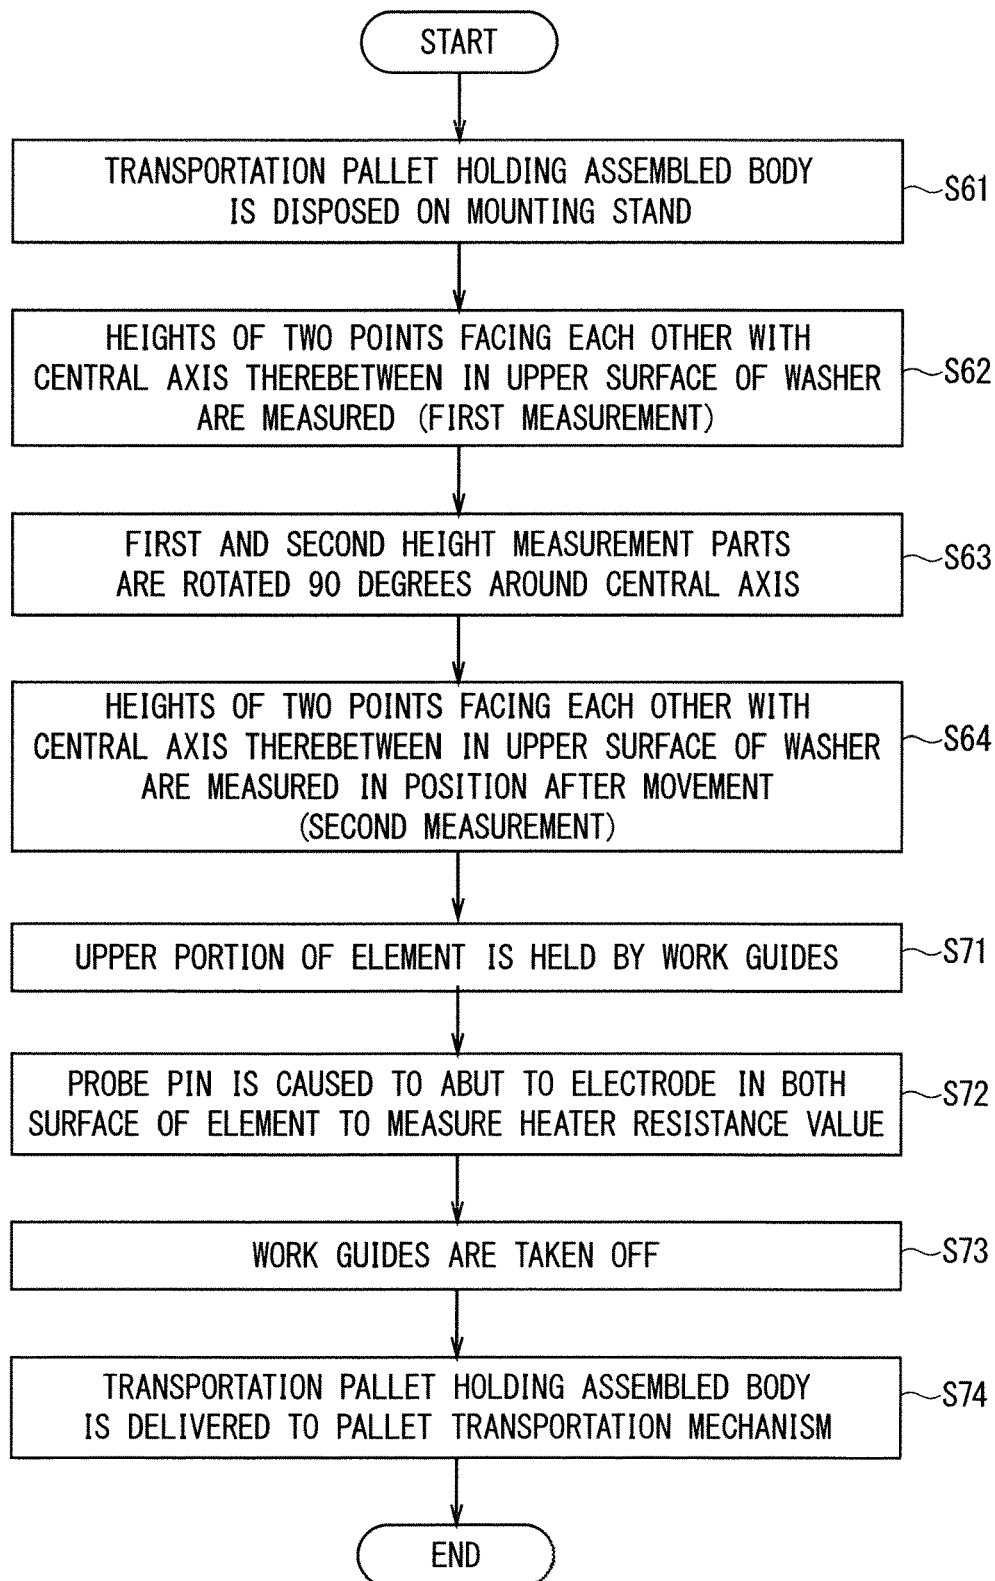 START
TRANSPORTATION PALLET HOLDING ASSEMBLED BODY
IS DISPOSED ON MOUNTING STAND
S61
HEIGHTS OF TWO POINTS FACING EACH OTHER WITH
CENTRAL AXIS THEREBETWEEN IN UPPER SURFACE OF WASHER
ARE MEASURED (FIRST MEASUREMENT)
S62
FIRST AND SECOND HEIGHT MEASUREMENT PARTS
ARE ROTATED 90 DEGREES AROUND CENTRAL AXIS
S63
HEIGHTS OF TWO POINTS FACING EACH OTHER WITH
CENTRAL AXIS THEREBETWEEN IN UPPER SURFACE OF WASHER
ARE MEASURED IN POSITION AFTER MOVEMENT
(SECOND MEASUREMENT)
S64
UPPER PORTION OF ELEMENT IS HELD BY WORK GUIDES
S71
PROBE PIN IS CAUSED TO ABUT TO ELECTRODE IN BOTH
SURFACE OF ELEMENT TO MEASURE HEATER RESISTANCE VALUE
S72
WORK GUIDES ARE TAKEN OFF
S73
TRANSPORTATION PALLET HOLDING ASSEMBLED BODY
IS DELIVERED TO PALLET TRANSPORTATION MECHANISM
S74
END